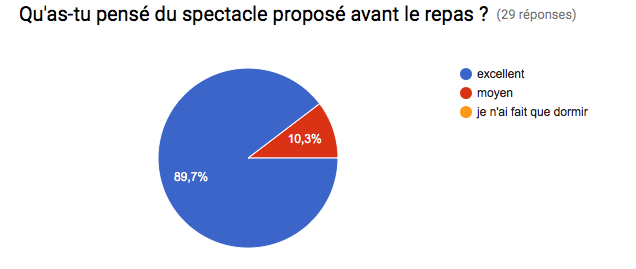 Qu'as-tu pensé du spectacle proposé avant le repas ? (29 réponses)
excellent
moyen
je n'ai fait que dormir
10,3%
89,7%